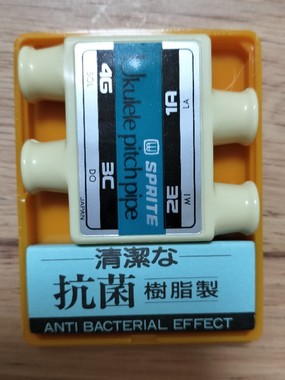 Ukulele pitch pipe
SPRITE
4G
SOL
3C
DO
1A
LA
2E
MI
JAPAN
清潔な
抗菌 樹脂製
ANTI BACTERIAL EFFECT